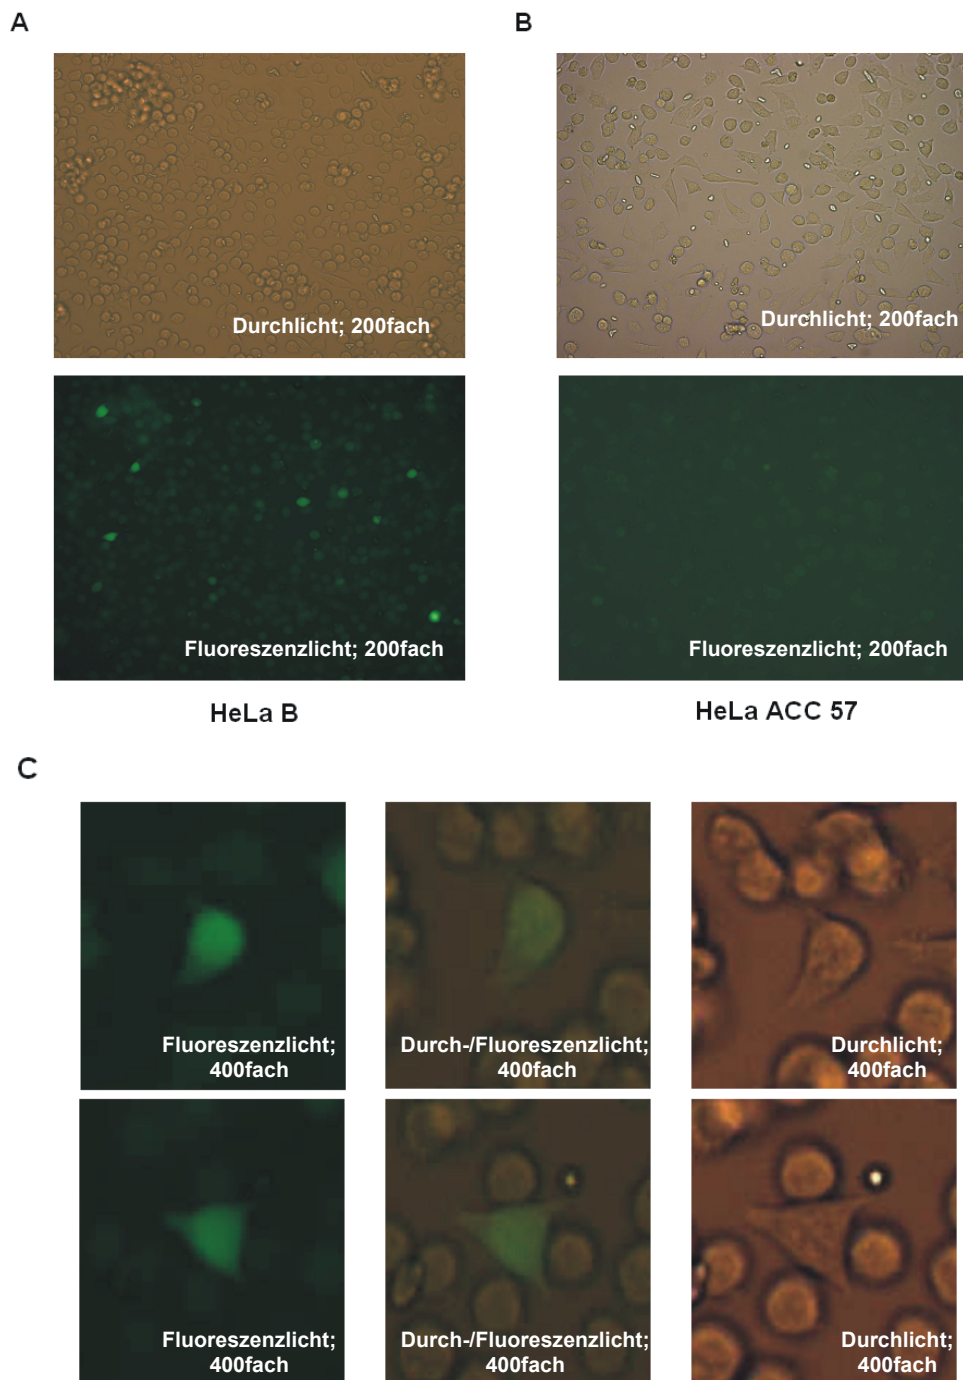 A
B
Durchlicht; 200fach
Durchlicht; 200fach
Fluoreszenzlicht; 200fach
Fluoreszenzlicht; 200fach
HeLa B
HeLa ACC 57
C
Fluoreszenzlicht;
400fach
Durch-/Fluoreszenzlicht;
400fach
Durchlicht;
400fach
Fluoreszenzlicht;
400fach
Durch-/Fluoreszenzlicht;
400fach
Durchlicht;
400fach